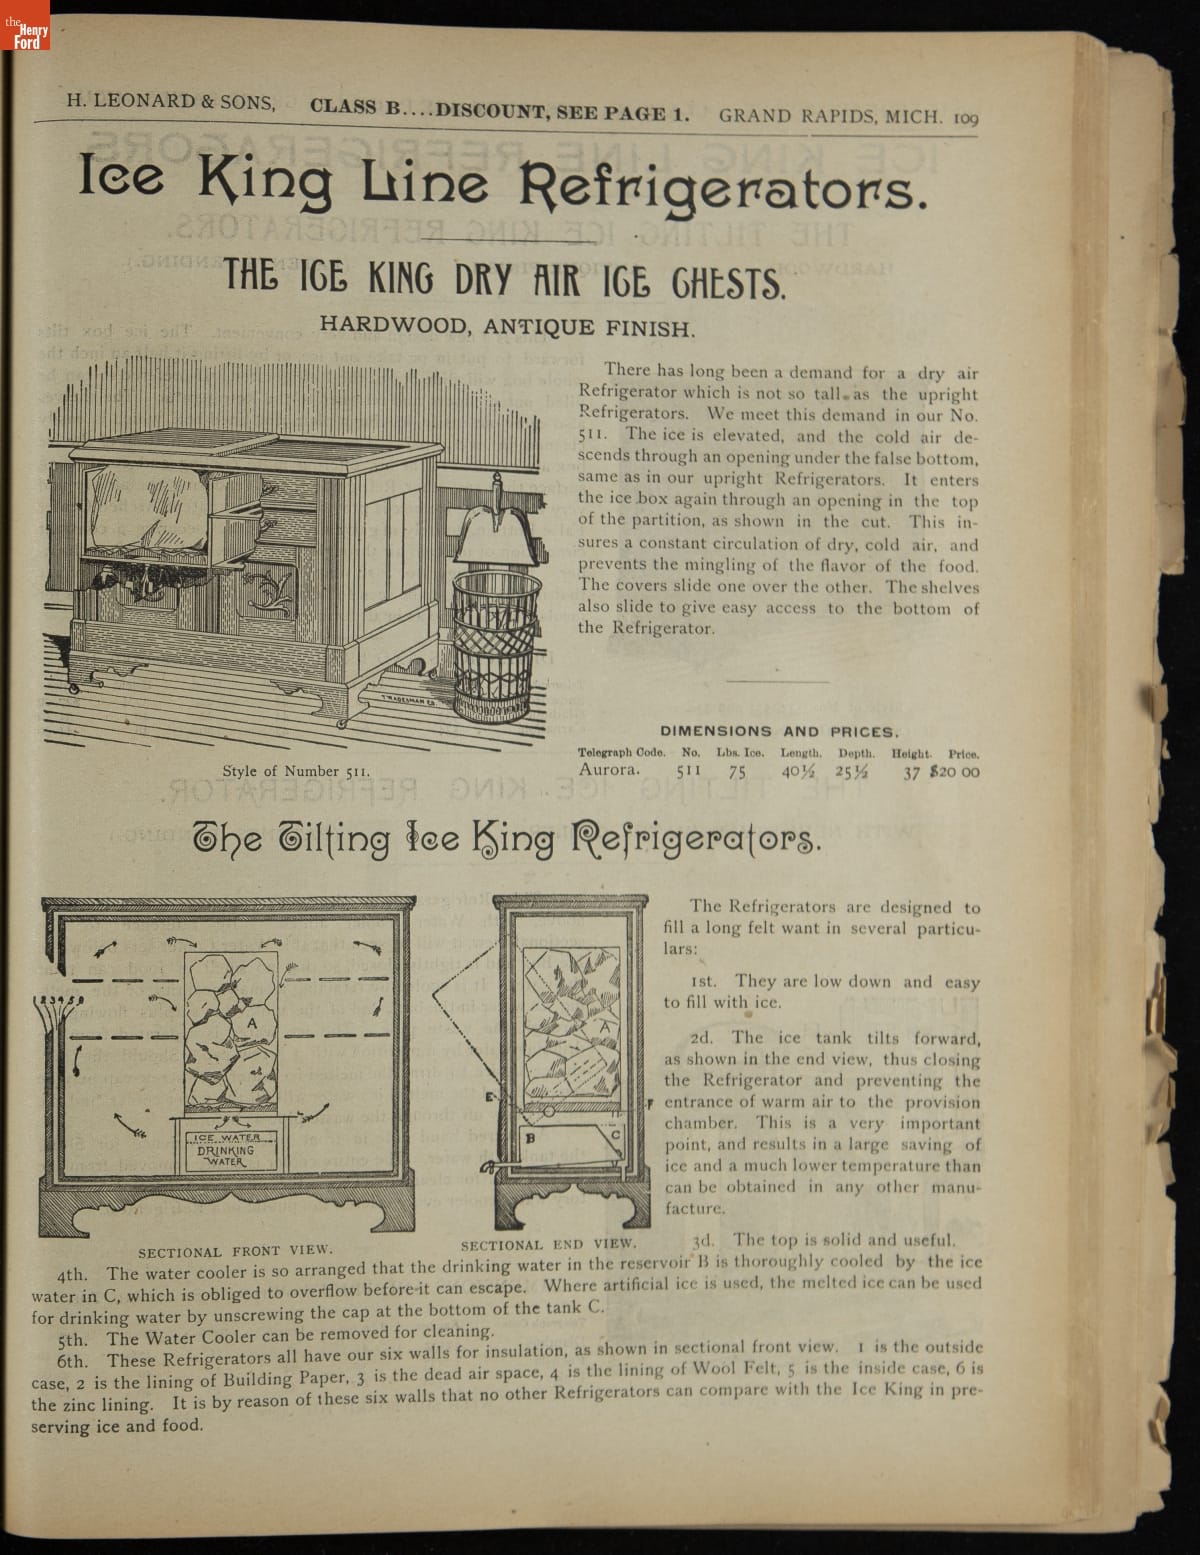 the Henry Ford
H. LEONARD & SONS, CLASS B....DISCOUNT, SEE PAGE 1. GRAND RAPIDS, MICH. 109
Ice King Line Refrigerators.
THE ICE KING DRY AIR ICE CHESTS.
HARDWOOD, ANTIQUE FINISH.
There has long been a demand for a dry air
Refrigerator which is not so tall as the upright
Refrigerators. We meet this demand in our No.
511. The ice is elevated, and the cold air de-
scends through an opening under the false bottom,
same as in our upright Refrigerators. It enters
the ice box again through an opening in the top
of the partition, as shown in the cut. This in-
sures a constant circulation of dry, cold air, and
prevents the mingling of the flavor of the food.
The covers slide one over the other. The shelves
also slide to give easy access to the bottom of
the Refrigerator.
TRADESMAN CO.
Style of Number 511.
DIMENSIONS AND PRICES.
Telegraph Code. No. Lbs. Ice. Length. Depth. Height. Price.
Aurora. 511 75 40½ 25½ 37 $20 00
The Tilting Ice King Refrigerators.
1 2 3 4 5 6
A
ICE WATER
DRINKING
WATER
A
E
F
B
C
SECTIONAL FRONT VIEW.
SECTIONAL END VIEW.
The Refrigerators are designed to
fill a long felt want in several particu-
lars:
1st. They are low down and easy
to fill with ice.
2d. The ice tank tilts forward,
as shown in the end view, thus closing
the Refrigerator and preventing the
entrance of warm air to the provision
chamber. This is a very important
point, and results in a large saving of
ice and a much lower temperature than
can be obtained in any other manu-
facture.
3d. The top is solid and useful.
4th. The water cooler is so arranged that the drinking water in the reservoir B is thoroughly cooled by the ice
water in C, which is obliged to overflow before it can escape. Where artificial ice is used, the melted ice can be used
for drinking water by unscrewing the cap at the bottom of the tank C.
5th. The Water Cooler can be removed for cleaning.
6th. These Refrigerators all have our six walls for insulation, as shown in sectional front view. 1 is the outside
case, 2 is the lining of Building Paper, 3 is the dead air space, 4 is the lining of Wool Felt, 5 is the inside case, 6 is
the zinc lining. It is by reason of these six walls that no other Refrigerators can compare with the Ice King in pre-
serving ice and food.